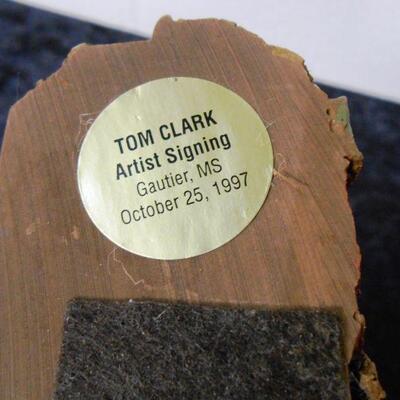 TOM CLARK
Artist Signing
Gautier, MS
October 25, 1997